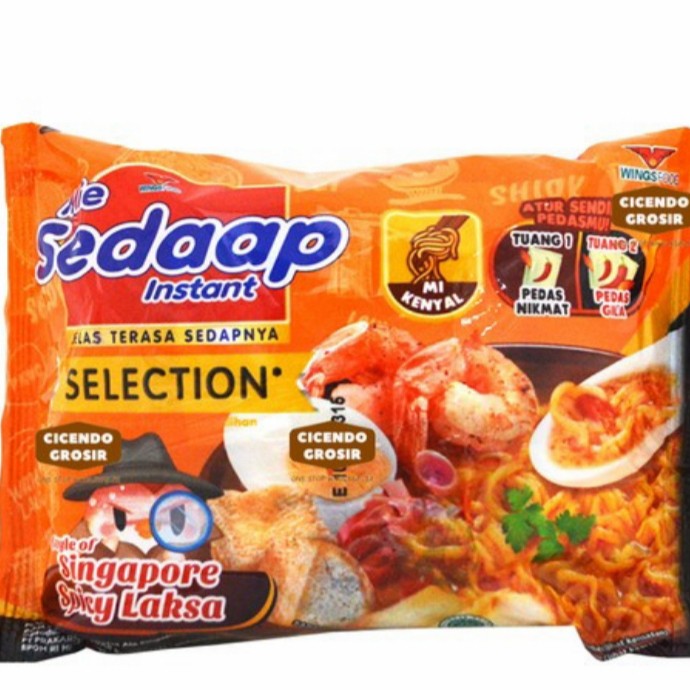 WINGSFOOD
WINGSFOOD
Mie
Sedaap
Instant
JELAS TERASA SEDAPNYA
SELECTION*
MI
KENYAL
ATUR SENDIRI
PEDASMU!
TUANG 1
PEDAS
NIKMAT
TUANG 2
PEDAS
GILA
CICENDO
GROSIR
CICENDO
GROSIR
CICENDO
GROSIR
Singapore
Spicy Laksa